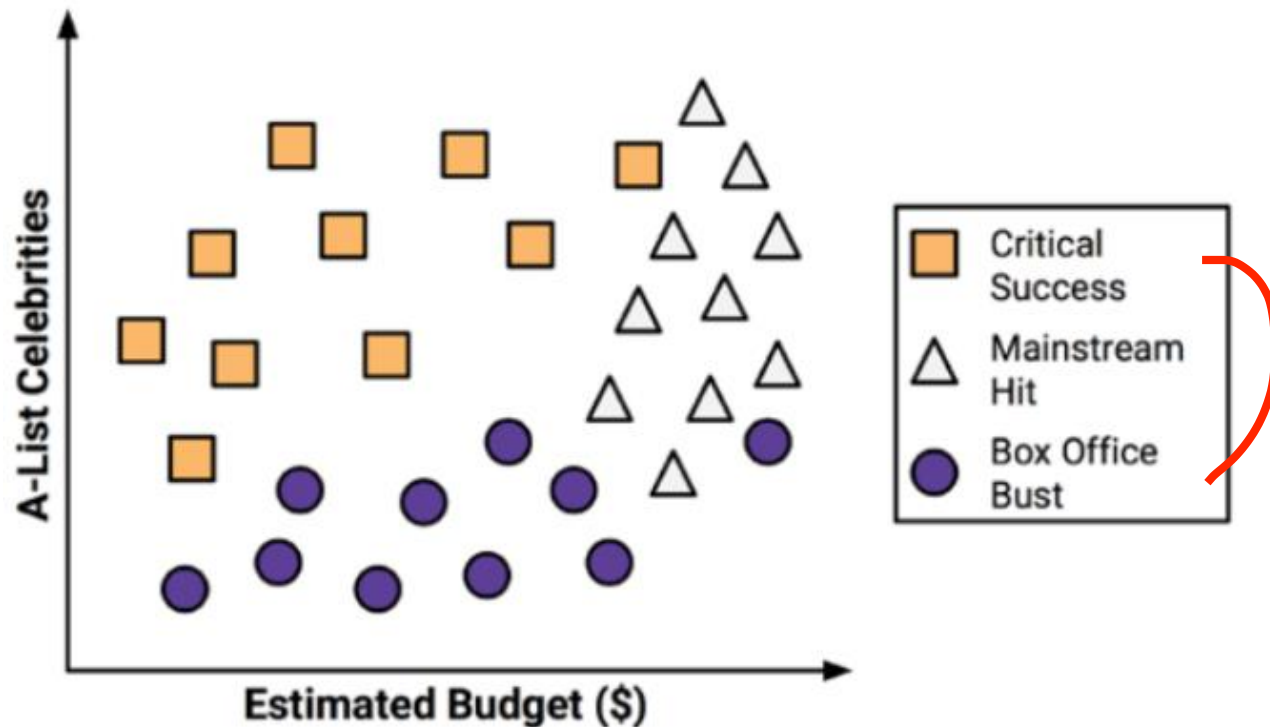 A-List Celebrities
Critical
Success
Mainstream
Hit
Box Office
Bust
Estimated Budget ($)